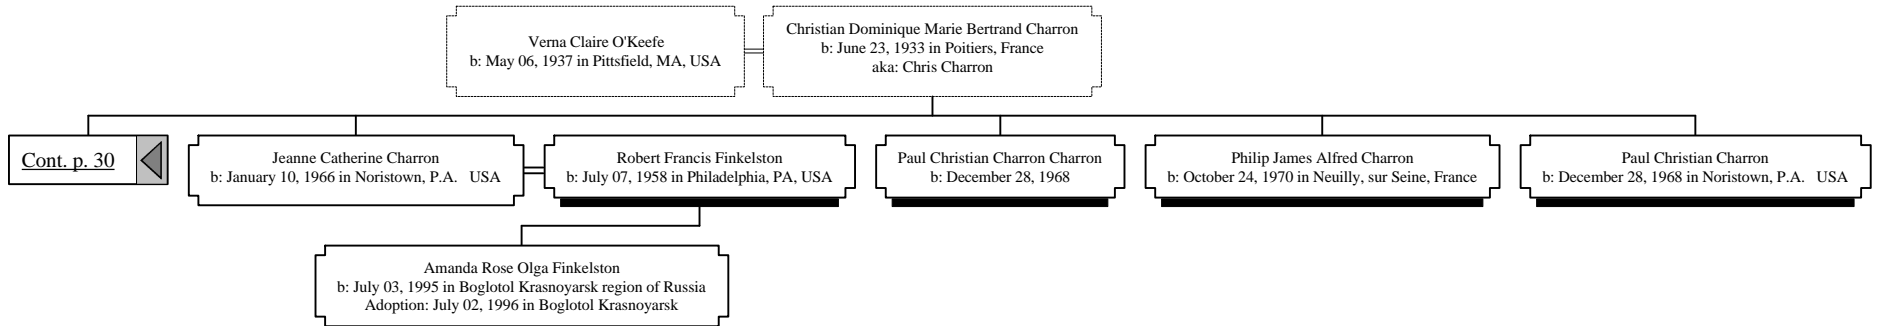 Verna Claire O'Keefe
b: May 06, 1937 in Pittsfield, MA, USA
Christian Dominique Marie Bertrand Charron
b: June 23, 1933 in Poitiers, France
aka: Chris Charron
Cont. p. 30
Jeanne Catherine Charron
b: January 10, 1966 in Noristown, P.A.   USA
Robert Francis Finkelston
b: July 07, 1958 in Philadelphia, PA, USA
Paul Christian Charron Charron
b: December 28, 1968
Philip James Alfred Charron
b: October 24, 1970 in Neuilly, sur Seine, France
Paul Christian Charron
b: December 28, 1968 in Noristown, P.A.   USA
Amanda Rose Olga Finkelston
b: July 03, 1995 in Boglotol Krasnoyarsk region of Russia
Adoption: July 02, 1996 in Boglotol Krasnoyarsk